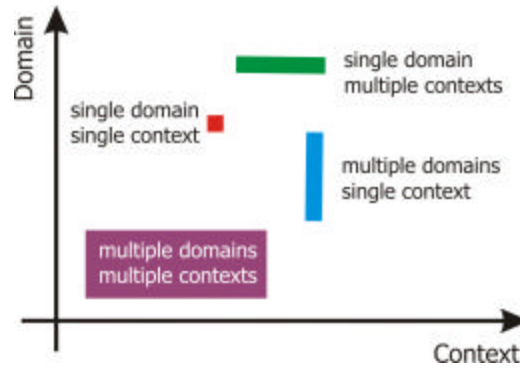 Domain
single domain
multiple contexts
single domain
single context
multiple domains
single context
multiple domains
multiple contexts
Context